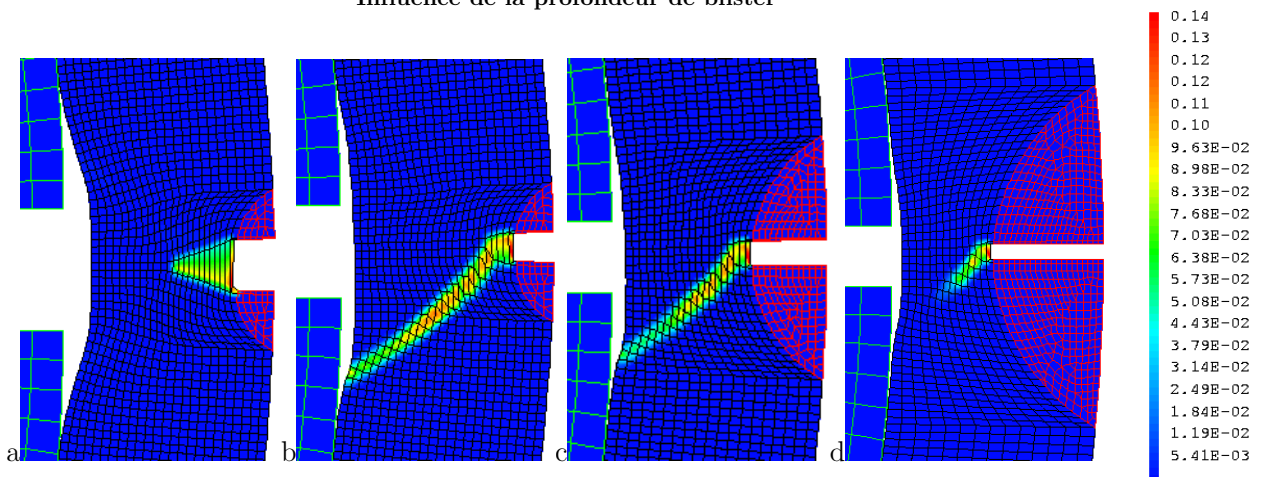 Influence de la profondeur de blister
0.14
0.13
0.12
0.12
0.11
0.10
9.63E-02
8.98E-02
8.33E-02
7.68E-02
7.03E-02
6.38E-02
5.73E-02
5.08E-02
4.43E-02
3.79E-02
3.14E-02
2.49E-02
1.84E-02
1.19E-02
5.41E-03
a
b
c
d